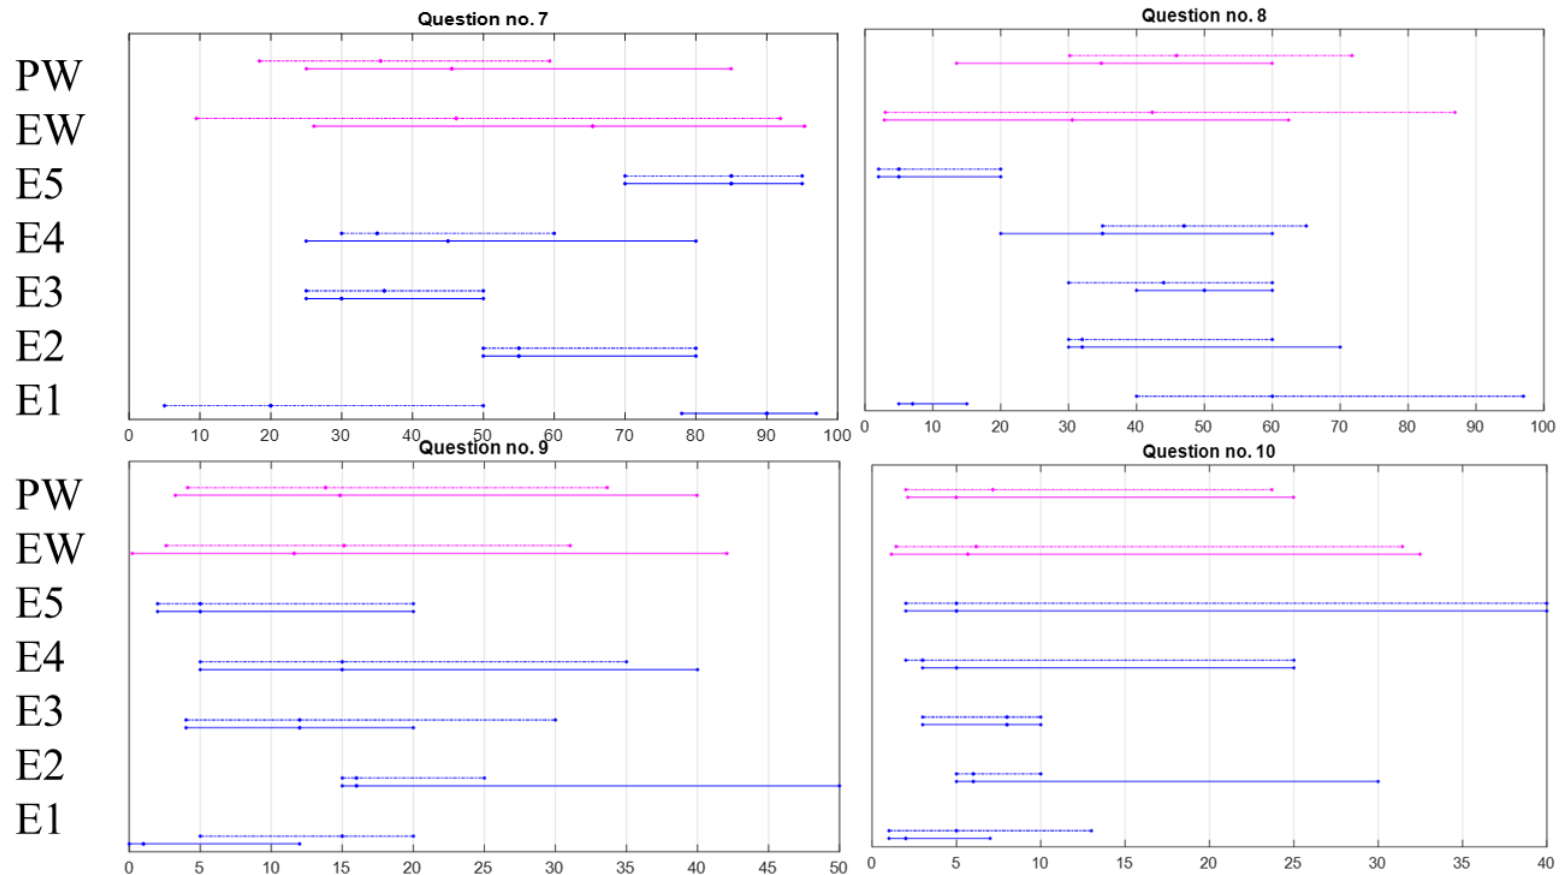 Question no. 7
PW
EW
E5
E4
E3
E2
E1
0 10 20 30 40 50 60 70 80 90 100
Question no. 8
0 10 20 30 40 50 60 70 80 90 100
Question no. 9
PW
EW
E5
E4
E3
E2
E1
0 5 10 15 20 25 30 35 40 45 50
Question no. 10
0 5 10 15 20 25 30 35 40